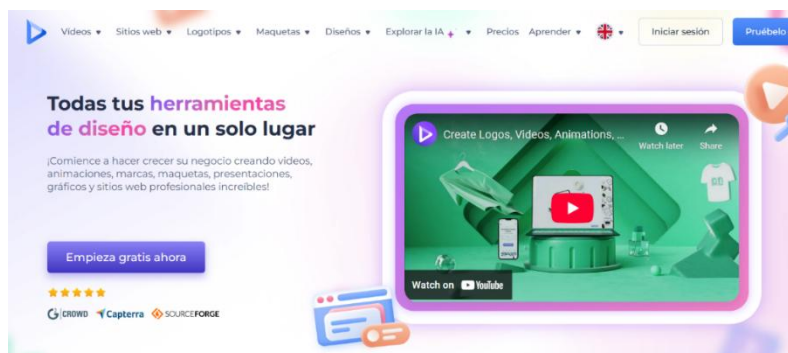 Vídeos Sitios web Logotipos Maquetas Diseños Explorar la IA Precios Aprender Iniciar sesión Pruébelo
Todas tus herramientas
de diseño en un solo lugar
¡Comience a hacer crecer su negocio creando videos,
animaciones, marcas, maquetas, presentaciones,
gráficos y sitios web profesionales increíbles!
Empieza gratis ahora
CROWD Capterra SOURCEFORGE
Create Logos, Videos, Animations, ...
Watch later Share
Watch on YouTube